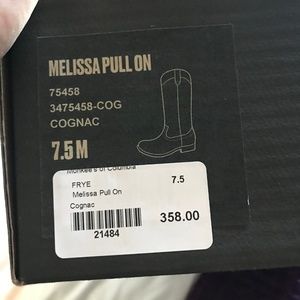 MELISSA PULL ON
75458
3475458-COG
COGNAC
7.5 M
Monkee's of Columbia
FRYE 7.5
Melissa Pull On
Cognac
358.00
21484